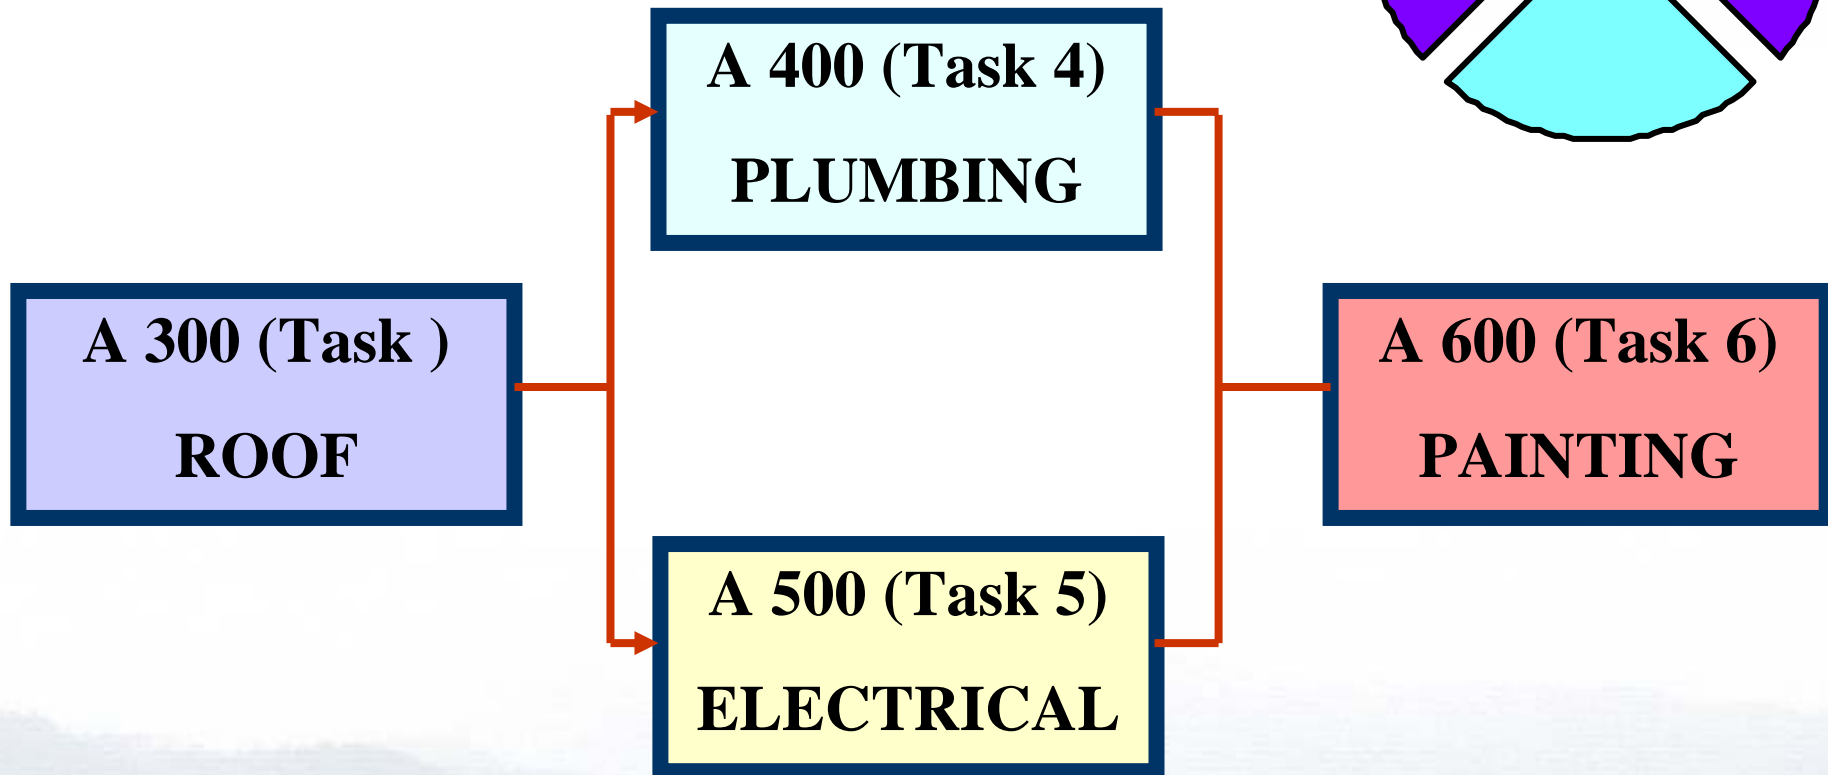 A 400 (Task 4)
PLUMBING
A 300 (Task )
ROOF
A 600 (Task 6)
PAINTING
A 500 (Task 5)
ELECTRICAL